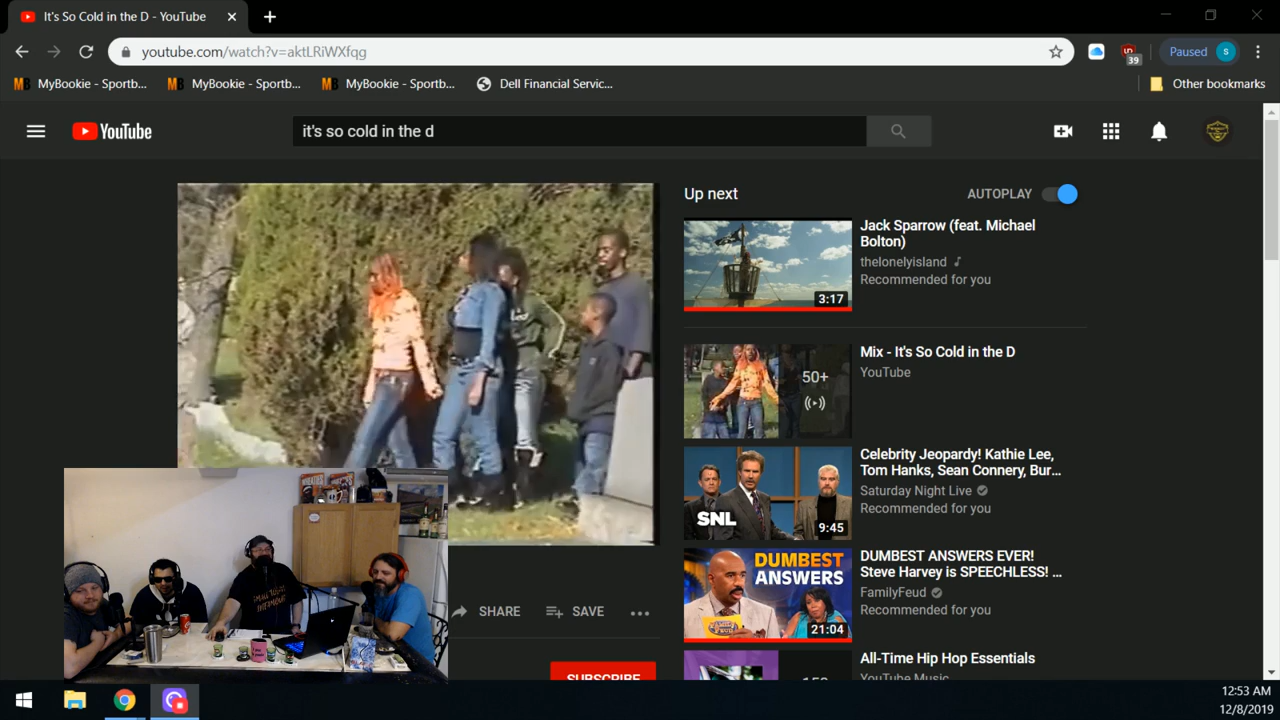 It's So Cold in the D - YouTube
youtube.com/watch?v=aktLRiWXfqg
39
Paused
S
MyBookie - Sportb...
MyBookie - Sportb...
MyBookie - Sportb...
Dell Financial Servic...
Other bookmarks
YouTube
it's so cold in the d
Up next
AUTOPLAY
Jack Sparrow (feat. Michael
Bolton)
thelonelyisland
Recommended for you
3:17
Mix - It's So Cold in the D
YouTube
50+
Celebrity Jeopardy! Kathie Lee,
Tom Hanks, Sean Connery, Bur...
Saturday Night Live
Recommended for you
SNL
9:45
DUMBEST ANSWERS EVER!
Steve Harvey is SPEECHLESS! ...
FamilyFeud
Recommended for you
DUMBEST
ANSWERS
21:04
SHARE
SAVE
SUBSCRIBE
All-Time Hip Hop Essentials
YouTube Music
12:53 AM
12/8/2019